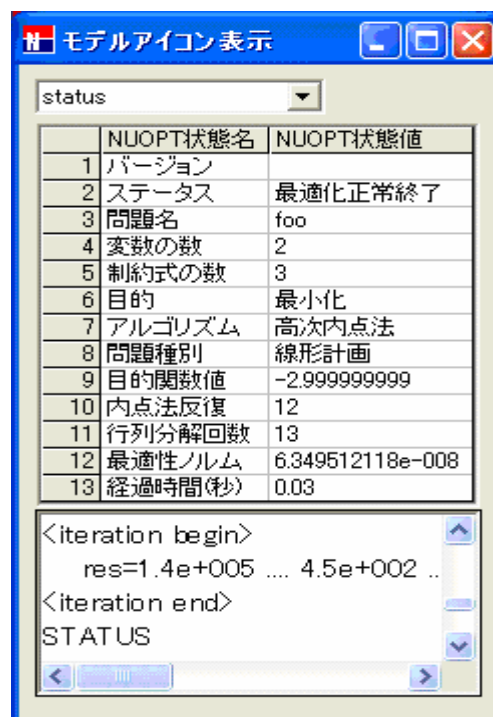 モデルアイコン表示
status
NUOPT状態名 NUOPT状態値
1 バージョン
2 ステータス 最適化正常終了
3 問題名 foo
4 変数の数 2
5 制約式の数 3
6 目的 最小化
7 アルゴリズム 高次内点法
8 問題種別 線形計画
9 目的関数値 -2.999999999
10 内点法反復 12
11 行列分解回数 13
12 最適性ノルム 6.349512118e-008
13 経過時間(秒) 0.03
<iteration begin>
res=1.4e+005 .... 4.5e+002 ..
<iteration end>
STATUS